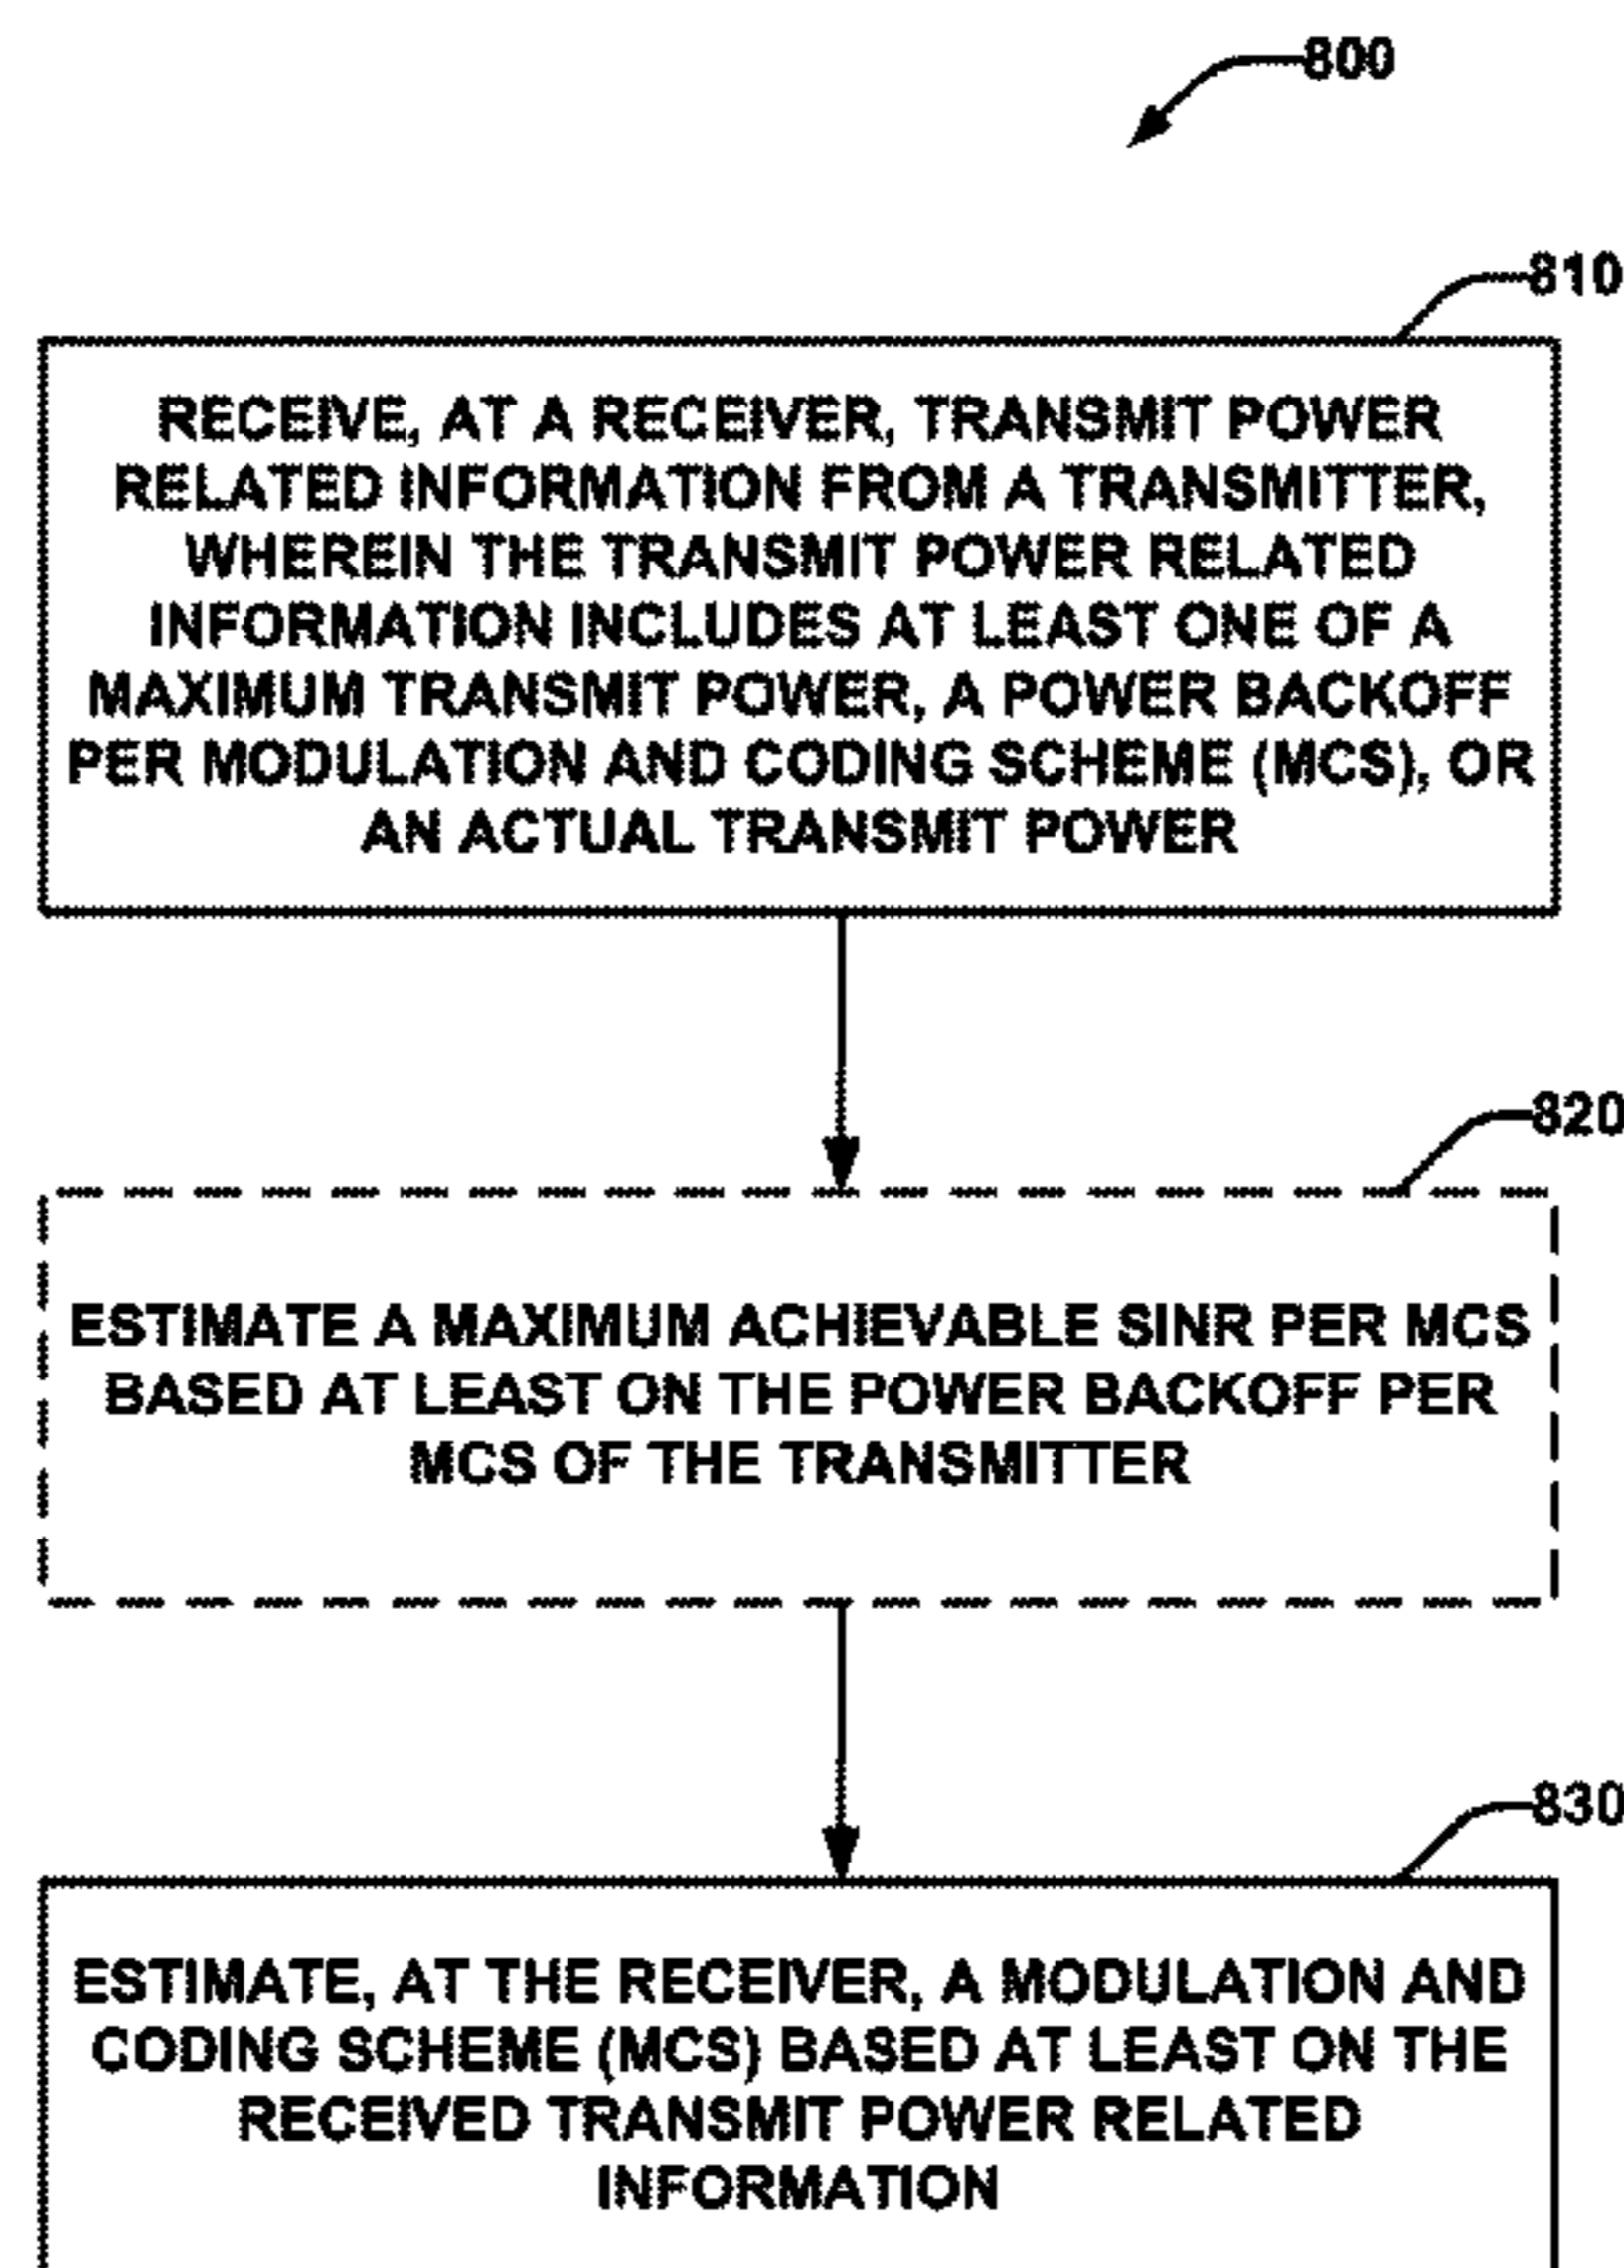 800
810
RECEIVE, AT A RECEIVER, TRANSMIT POWER
RELATED INFORMATION FROM A TRANSMITTER,
WHEREIN THE TRANSMIT POWER RELATED
INFORMATION INCLUDES AT LEAST ONE OF A
MAXIMUM TRANSMIT POWER, A POWER BACKOFF
PER MODULATION AND CODING SCHEME (MCS), OR
AN ACTUAL TRANSMIT POWER
820
ESTIMATE A MAXIMUM ACHIEVABLE SINR PER MCS
BASED AT LEAST ON THE POWER BACKOFF PER
MCS OF THE TRANSMITTER
830
ESTIMATE, AT THE RECEIVER, A MODULATION AND
CODING SCHEME (MCS) BASED AT LEAST ON THE
RECEIVED TRANSMIT POWER RELATED
INFORMATION